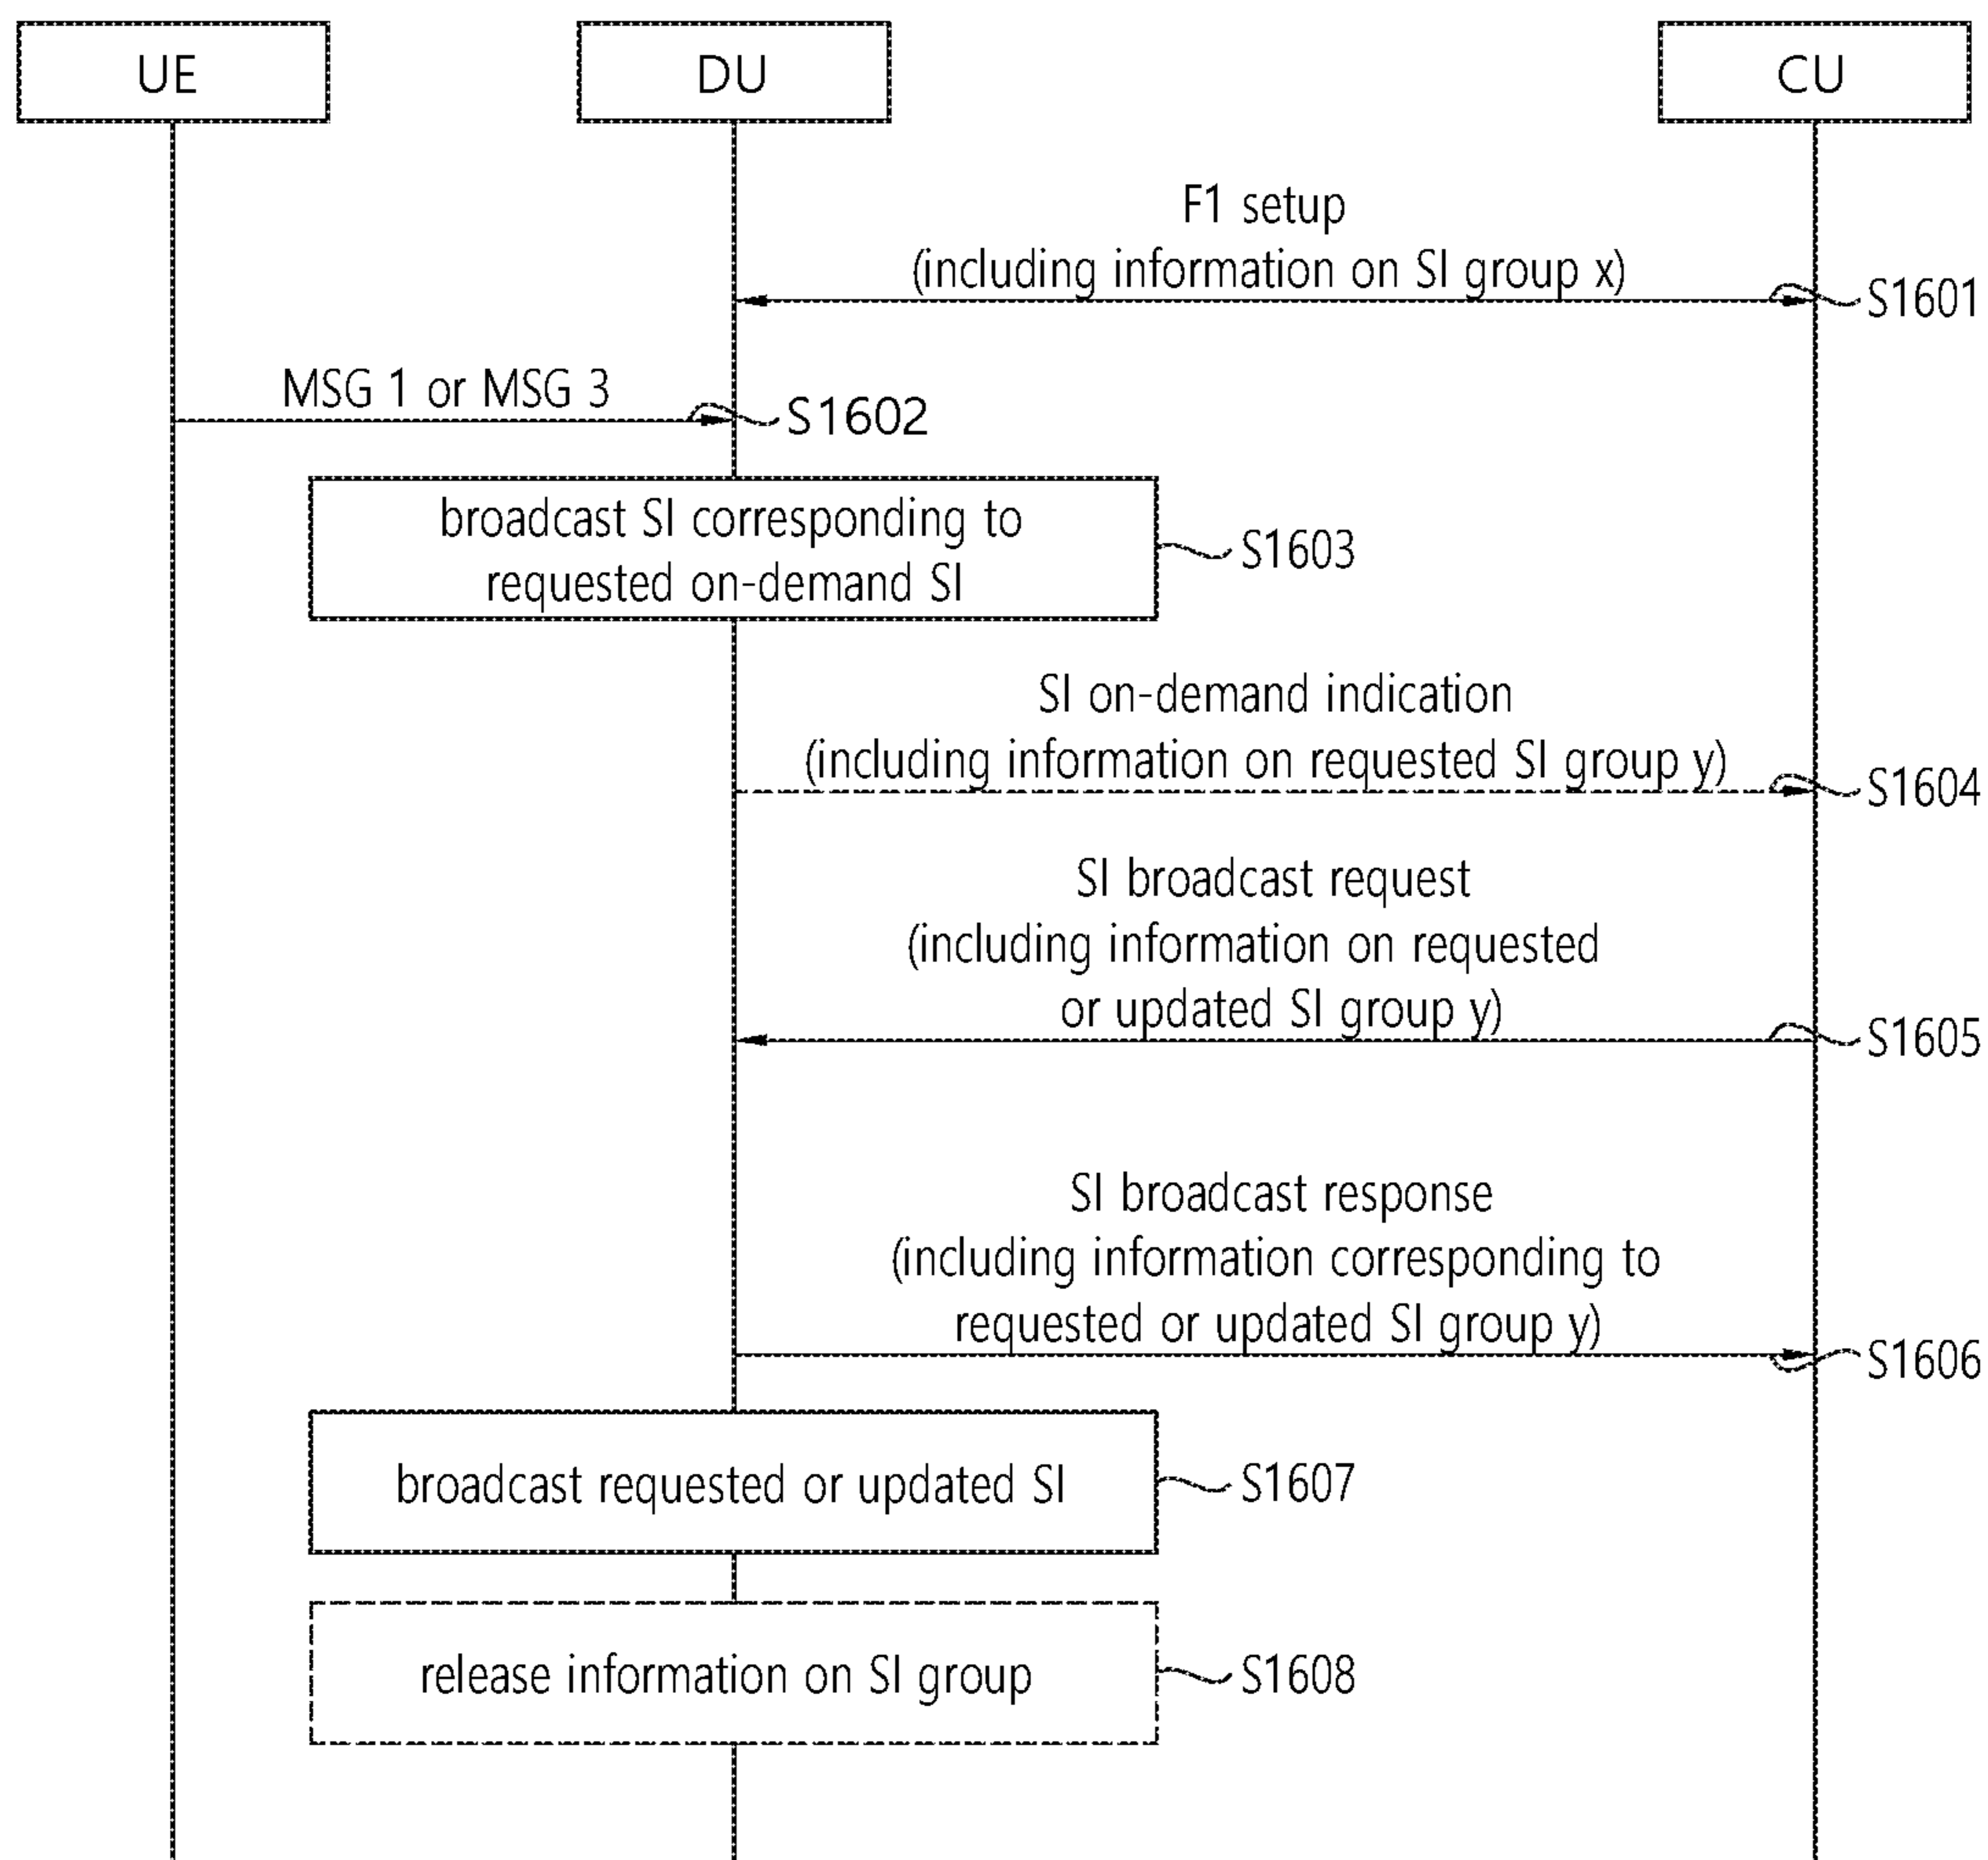 UE
DU
CU
F1 setup
(including information on SI group x)
S1601
MSG 1 or MSG 3
S1602
broadcast SI corresponding to
requested on-demand SI
S1603
SI on-demand indication
(including information on requested SI group y)
S1604
SI broadcast request
(including information on requested
or updated SI group y)
S1605
SI broadcast response
(including information corresponding to
requested or updated SI group y)
S1606
broadcast requested or updated SI
S1607
release information on SI group
S1608